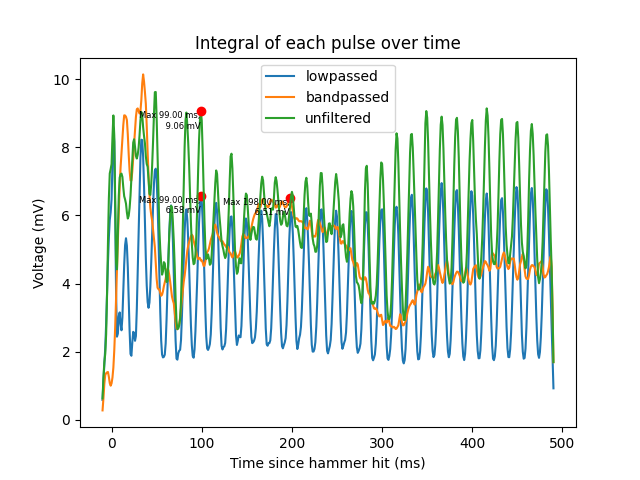 Integral of each pulse over time
lowpassed
bandpassed
unfiltered
Max 99.00 ms,
9.06 mV
Max 99.00 ms,
6.58 mV
Max 198.00 ms,
6.51 mV
Voltage (mV)
10
8
6
4
2
0
0
100
200
300
400
500
Time since hammer hit (ms)